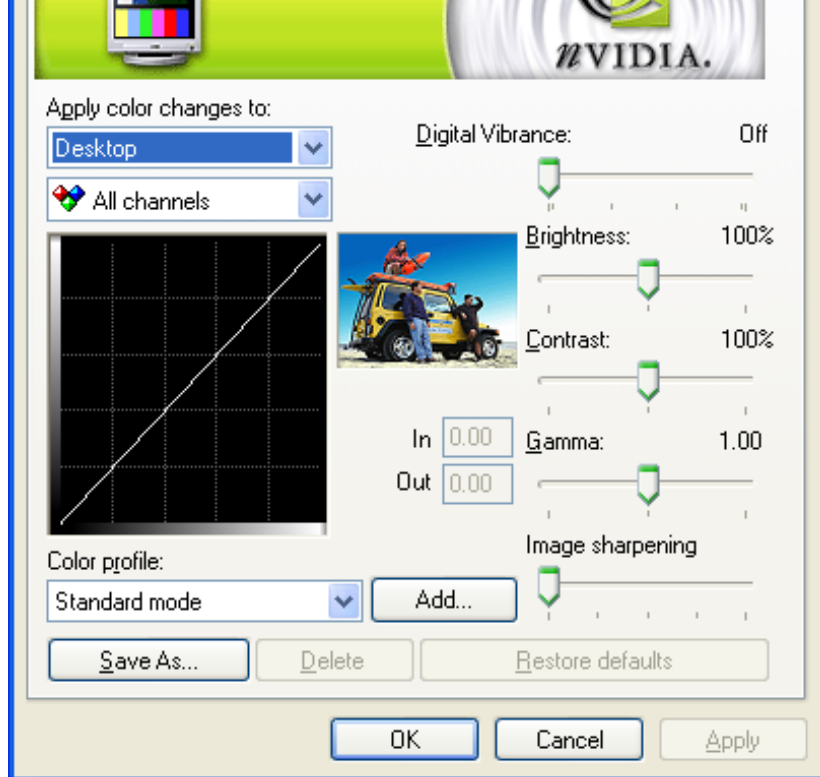 nVIDIA.
Apply color changes to:
Desktop
All channels
Digital Vibrance: Off
Brightness: 100%
Contrast: 100%
In 0.00
Out 0.00
Gamma: 1.00
Image sharpening
Color profile:
Standard mode
Add...
Save As...
Delete
Restore defaults
OK
Cancel
Apply